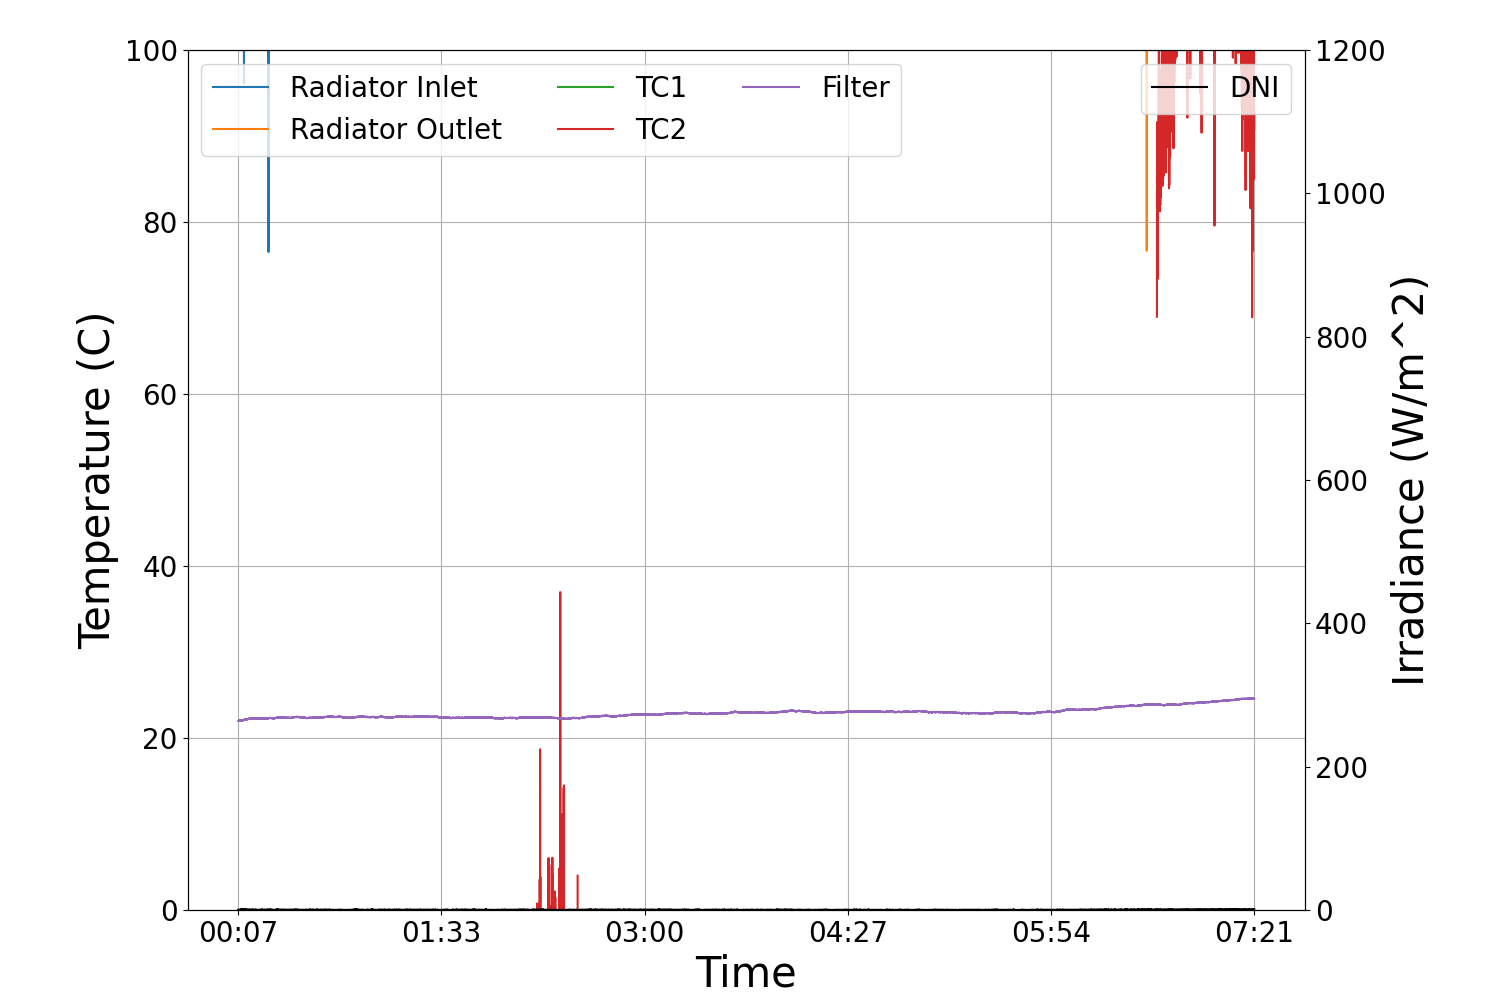 100
80
60
40
20
0
Temperature (C)
Radiator Inlet
Radiator Outlet
TC1
TC2
Filter
DNI
1200
1000
800
600
400
200
0
Irradiance (W/m^2)
00:07 01:33 03:00 04:27 05:54 07:21
Time